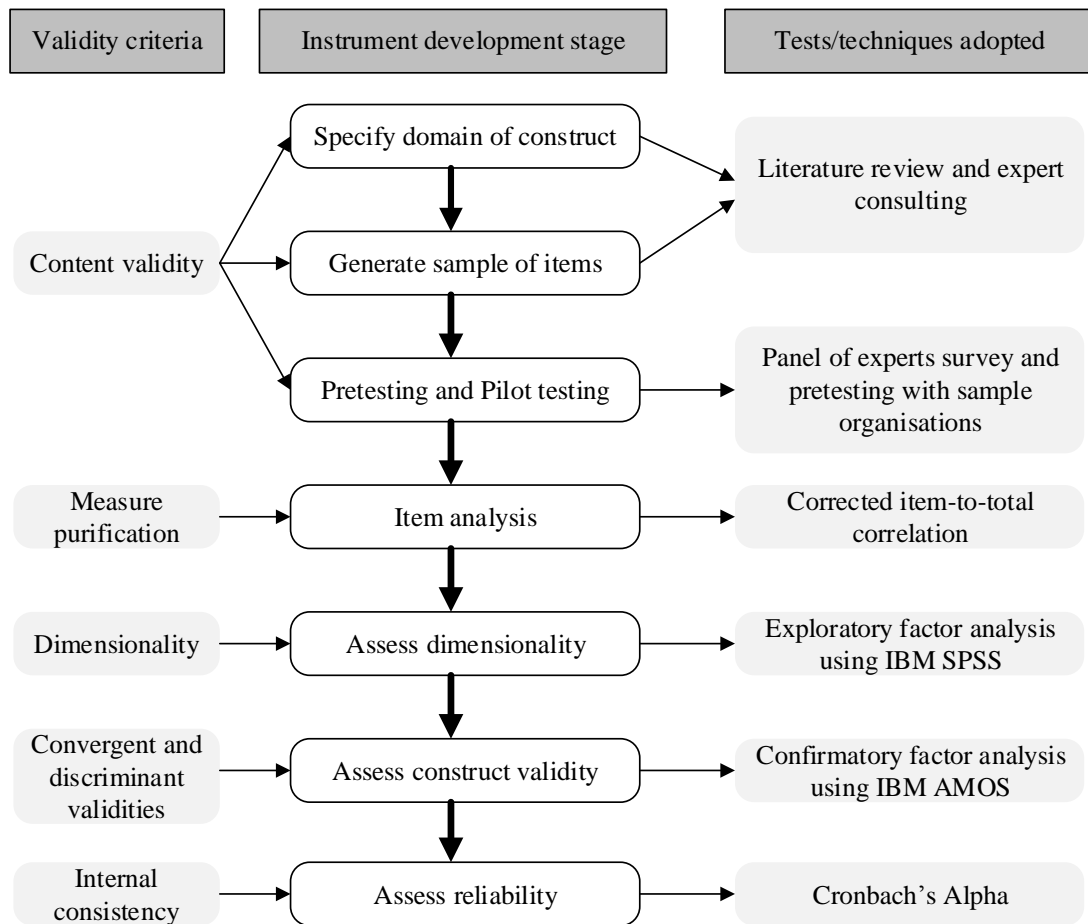 Validity criteria
Instrument development stage
Tests/techniques adopted
Specify domain of construct
Literature review and expert
consulting
Content validity
Generate sample of items
Pretesting and Pilot testing
Panel of experts survey and
pretesting with sample
organisations
Measure
purification
Item analysis
Corrected item-to-total
correlation
Dimensionality
Assess dimensionality
Exploratory factor analysis
using IBM SPSS
Convergent and
discriminant
validities
Assess construct validity
Confirmatory factor analysis
using IBM AMOS
Internal
consistency
Assess reliability
Cronbach’s Alpha